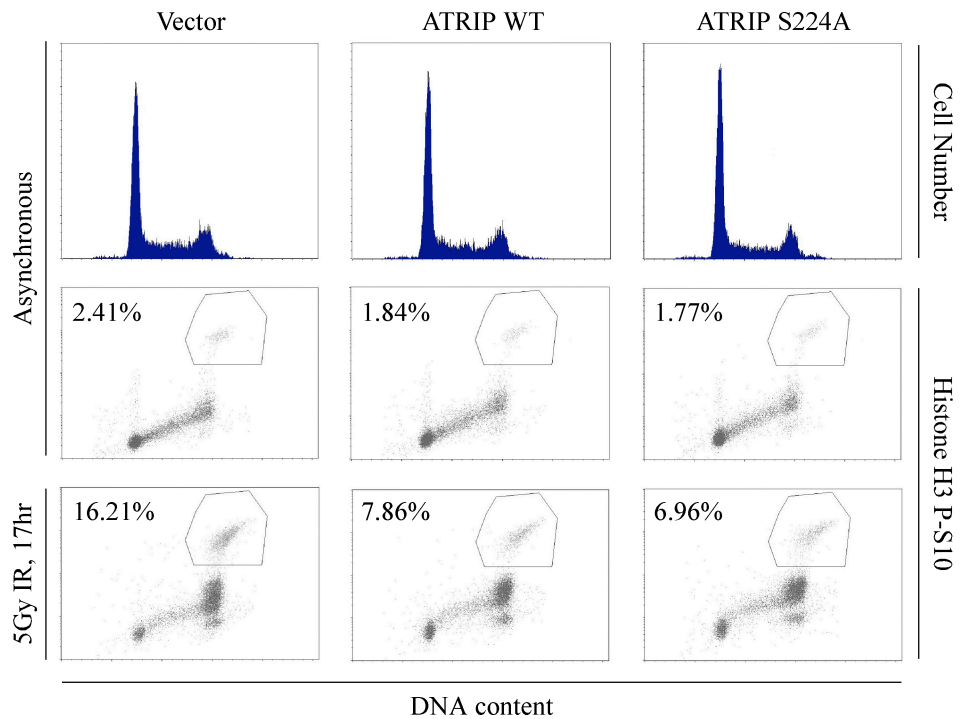 Vector ATRIP WT ATRIP S224A
Asynchronous
Cell Number
2.41% 1.84% 1.77%
Histone H3 P-S10
5Gy IR, 17hr
16.21% 7.86% 6.96%
DNA content